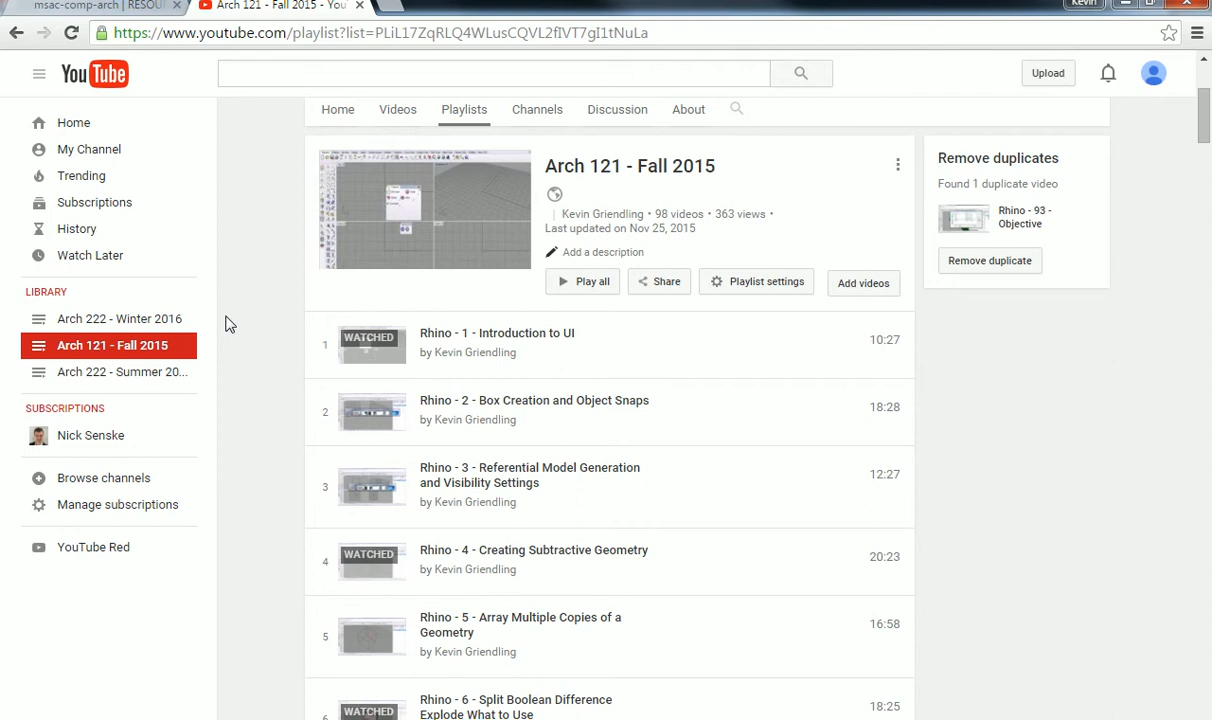 msac-comp-arch | RESOU
Arch 121 - Fall 2015 - You
Kevin
https://www.youtube.com/playlist?list=PLiL17ZqRLQ4WLusCQVL2fIVT7gI1tNuLa
YouTube
Upload
Home
My Channel
Trending
Subscriptions
History
Watch Later
LIBRARY
Arch 222 - Winter 2016
Arch 121 - Fall 2015
Arch 222 - Summer 20...
SUBSCRIPTIONS
Nick Senske
Browse channels
Manage subscriptions
YouTube Red
Home Videos Playlists Channels Discussion About
Arch 121 - Fall 2015
Kevin Griendling • 98 videos • 363 views •
Last updated on Nov 25, 2015
Add a description
Play all Share Playlist settings Add videos
1 WATCHED Rhino - 1 - Introduction to UI 10:27
by Kevin Griendling
2 Rhino - 2 - Box Creation and Object Snaps 18:28
by Kevin Griendling
Rhino - 3 - Referential Model Generation
3 and Visibility Settings 12:27
by Kevin Griendling
4 WATCHED Rhino - 4 - Creating Subtractive Geometry 20:23
by Kevin Griendling
Rhino - 5 - Array Multiple Copies of a
5 Geometry 16:58
by Kevin Griendling
Rhino - 6 - Split Boolean Difference
6 WATCHED Explode What to Use 18:25
Remove duplicates
Found 1 duplicate video
Rhino - 93 -
Objective
Remove duplicate